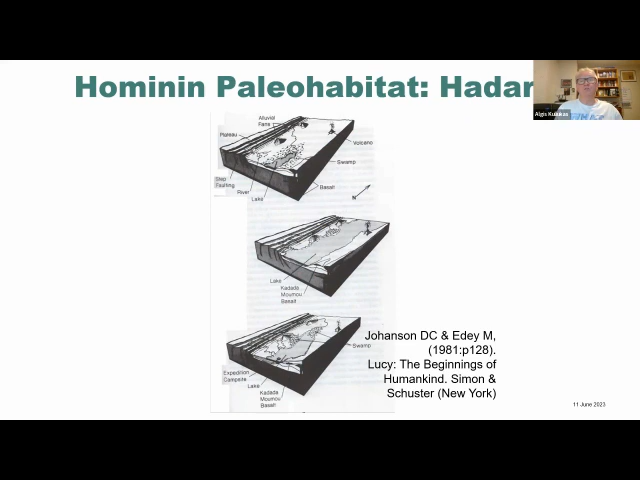 Hominin Paleohabitat: Hadar
Algis Kuliukas
Alluvial
Fans
Plateau
Volcano
Swamp
Step
Faulting
River
Lake
Basalt
N
Lake
Kadada
Moumou
Basalt
Swamp
Expedition
Campsite
Lake
Kadada
Moumou
Basalt
Johanson DC & Edey M,
(1981:p128).
Lucy: The Beginnings of
Humankind. Simon &
Schuster (New York)
11 June 2023